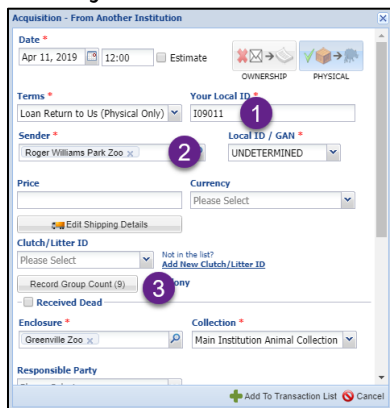 Acquisition - From Another Institution
Date *
Apr 11, 2019 12:00 Estimate
OWNERSHIP PHYSICAL
Terms * Your Local ID *
Loan Return to Us (Physical Only) I09011 1
Sender * 2 Local ID / GAN *
Roger Williams Park Zoo x UNDETERMINED
Price Currency
Please Select
Edit Shipping Details
Clutch/Litter ID
Please Select Not in the list?
Add New Clutch/Litter ID
Record Group Count (9) 3
Received Dead
Enclosure * Collection *
Greenville Zoo x Main Institution Animal Collection
Responsible Party
Add To Transaction List Cancel